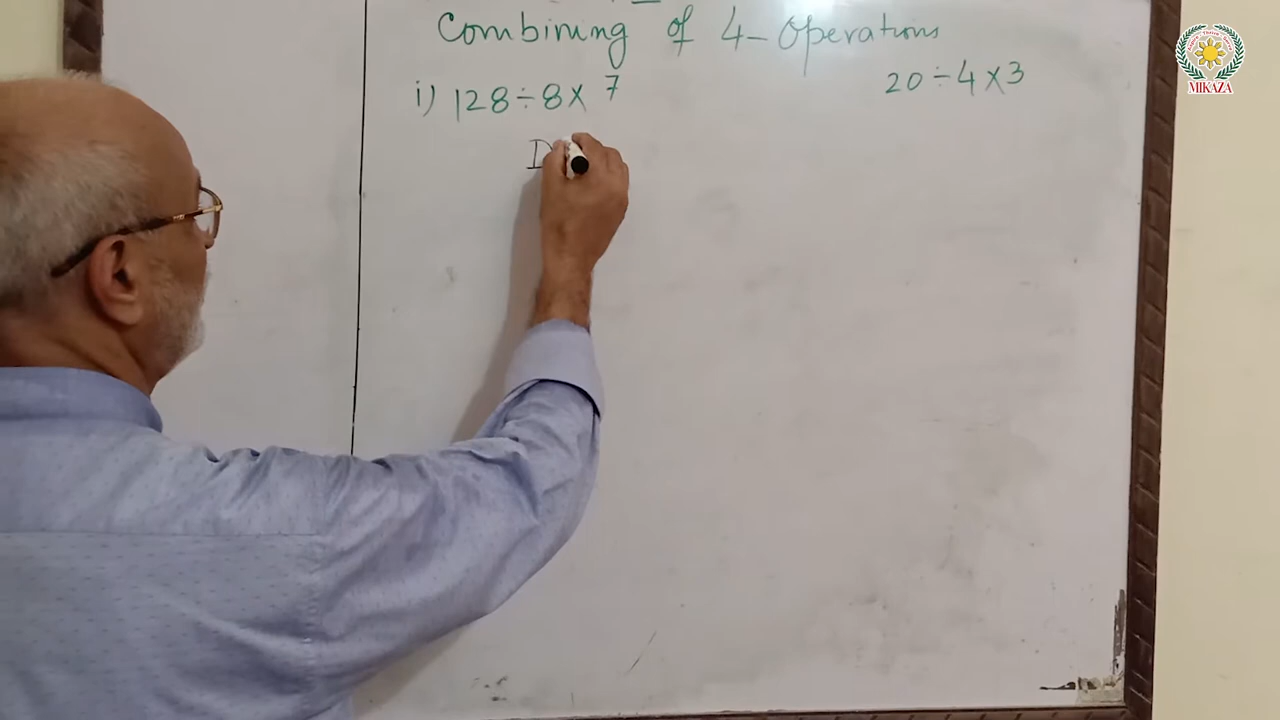 Combining of 4- Operations
i) 128÷8× 7
20÷4×3
D
MIKAZA